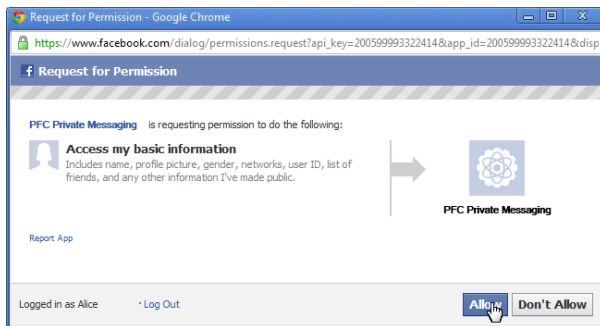 Request for Permission - Google Chrome
https://www.facebook.com/dialog/permissions.request?api_key=200599993322414&app_id=200599993322414&disp
f Request for Permission
PFC Private Messaging is requesting permission to do the following:
Access my basic information
Includes name, profile picture, gender, networks, user ID, list of
friends, and any other information I've made public.
PFC Private Messaging
Report App
Logged in as Alice · Log Out
Allow Don't Allow